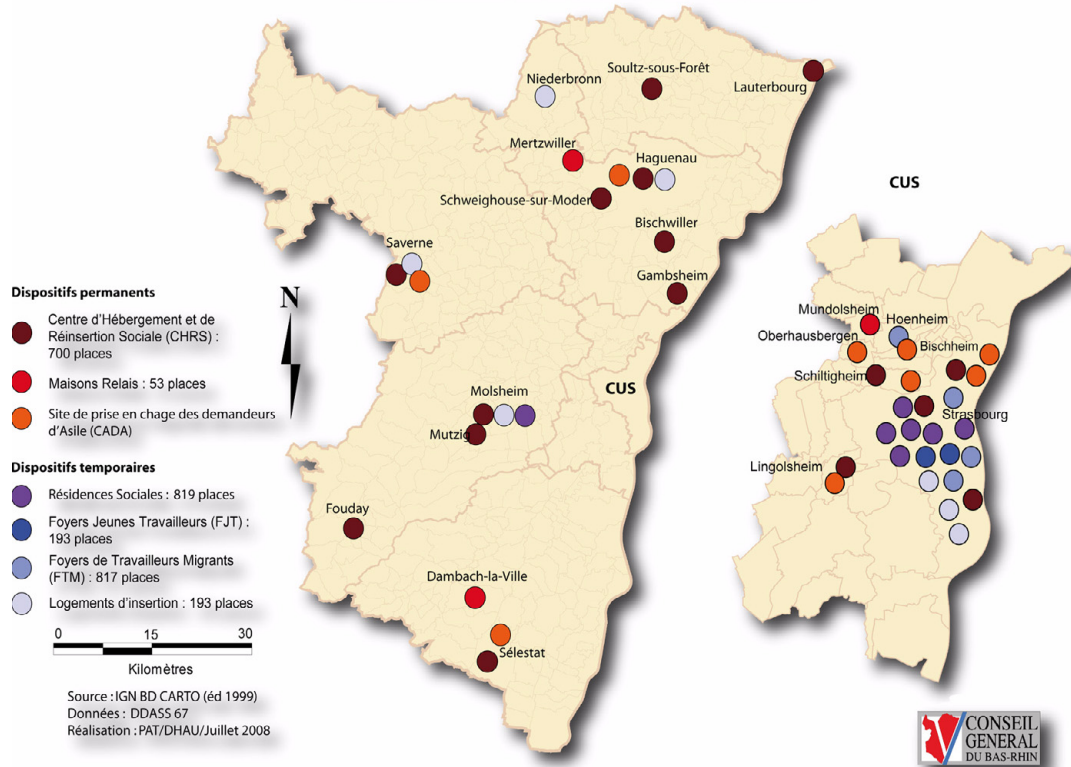 Niederbronn
Soultz-sous-Forêt
Lauterbourg
Mertzwiller
Haguenau
Schweighouse-sur-Moder
Bischwiller
Gambsheim
Saverne
N
CUS
Molsheim
Mutzig
Fouday
Dambach-la-Ville
Sélestat
CUS
Mundolsheim
Hoenheim
Oberhausbergen
Bischheim
Schiltigheim
Strasbourg
Lingolsheim
Dispositifs permanents
Centre d'Hébergement et de
Réinsertion Sociale (CHRS) :
700 places
Maisons Relais : 53 places
Site de prise en chage des demandeurs
d'Asile (CADA)
Dispositifs temporaires
Résidences Sociales : 819 places
Foyers Jeunes Travailleurs (FJT) :
193 places
Foyers de Travailleurs Migrants
(FTM) : 817 places
Logements d'insertion : 193 places
0 15 30
Kilomètres
Source : IGN BD CARTO (éd 1999)
Données : DDASS 67
Réalisation : PAT/DHAU/Juillet 2008
CONSEIL
GENERAL
DU BAS-RHIN